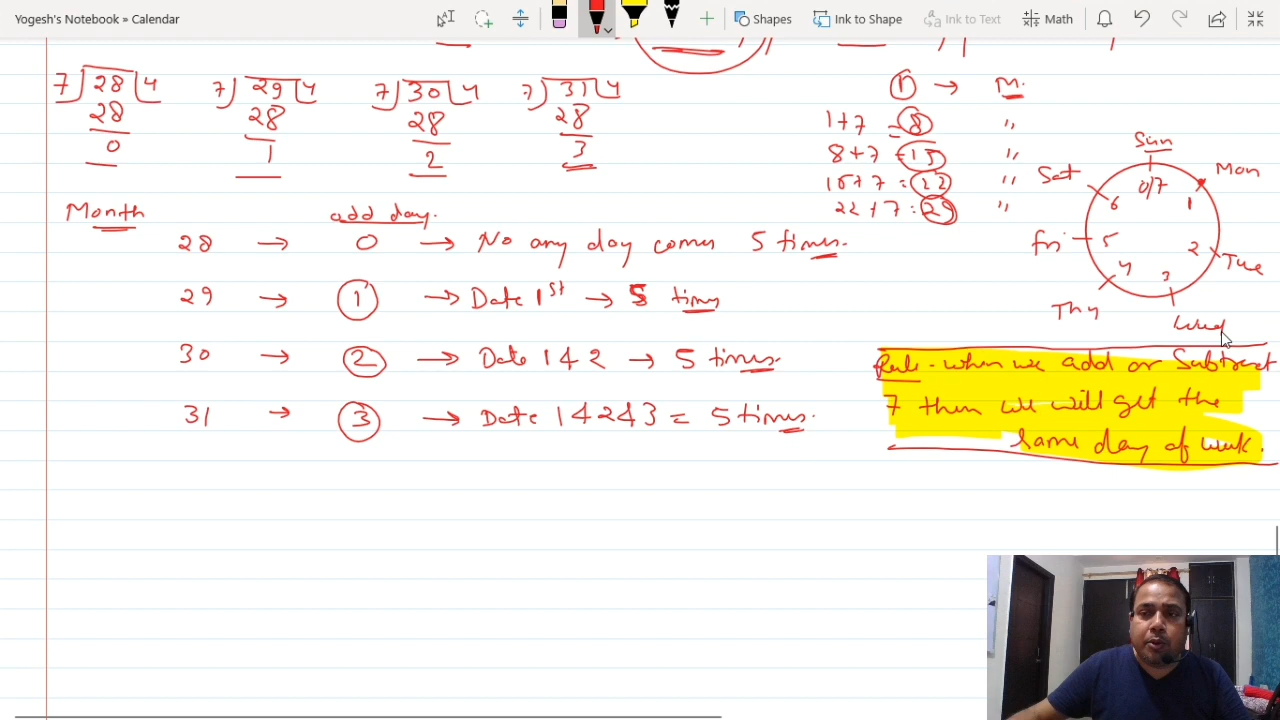 Yogesh's Notebook » Calendar
Shapes Ink to Shape Ink to Text Math
7 ) 28 ( 4
28
0
7 ) 29 ( 4
28
1
7 ) 30 ( 4
28
2
7 ) 31 ( 4
28
3
1 → M.
1+7 = 8 "
8+7 = 15 "
15+7 = 22 "
22+7 = 29 "
Month add day.
28 → 0 → No any day comes 5 times.
29 → 1 → Date 1st → 5 times
30 → 2 → Date 1 & 2 → 5 times.
31 → 3 → Date 1 & 2 & 3 = 5 times.
Sun
Mon
Tue
Wed
Thu
Fri
Sat
0/7
1
2
3
4
5
6
Rule - when we add or Subtract
7 then we will get the
same day of week.